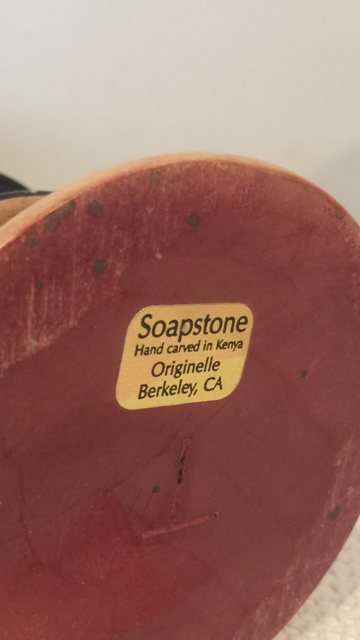 Soapstone
Hand carved in Kenya
Originelle
Berkeley, CA